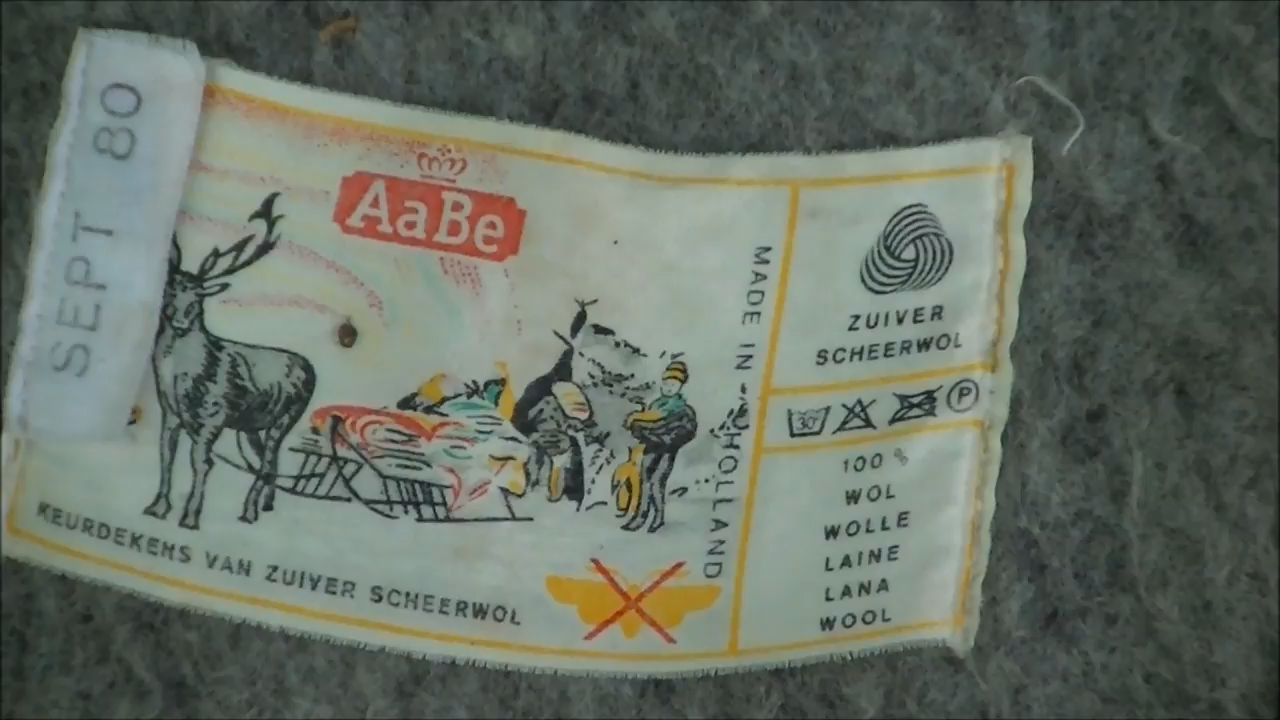 SEPT 80
AaBe
MADE IN HOLLAND
KEURDEKENS VAN ZUIVER SCHEERWOL
ZUIVER
SCHEERWOL
30° P
100 %
WOL
WOLLE
LAINE
LANA
WOOL